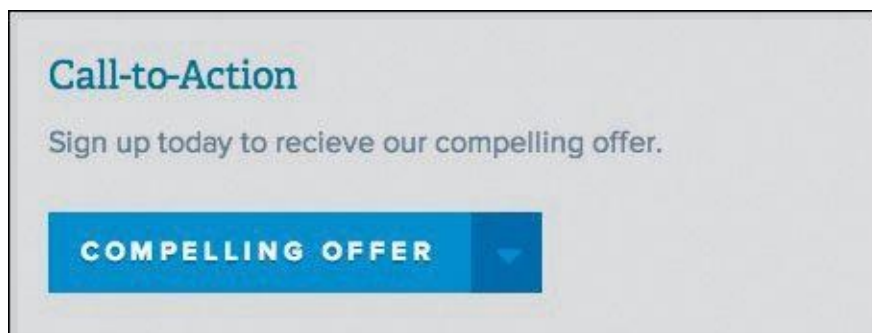 Call-to-Action
Sign up today to recieve our compelling offer.
COMPELLING OFFER